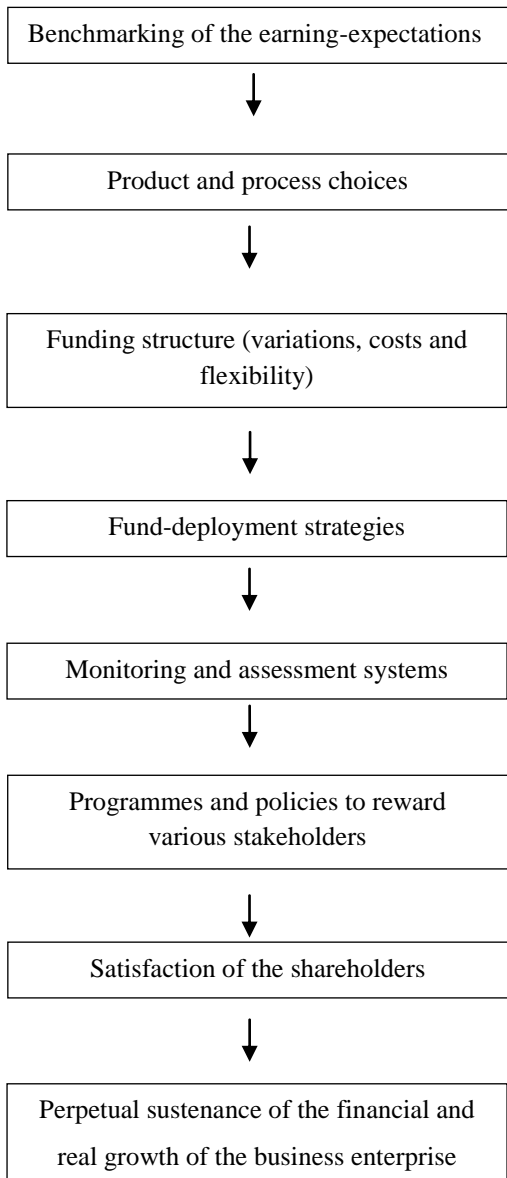 Benchmarking of the earning-expectations
Product and process choices
Funding structure (variations, costs and
flexibility)
Fund-deployment strategies
Monitoring and assessment systems
Programmes and policies to reward
various stakeholders
Satisfaction of the shareholders
Perpetual sustenance of the financial and
real growth of the business enterprise